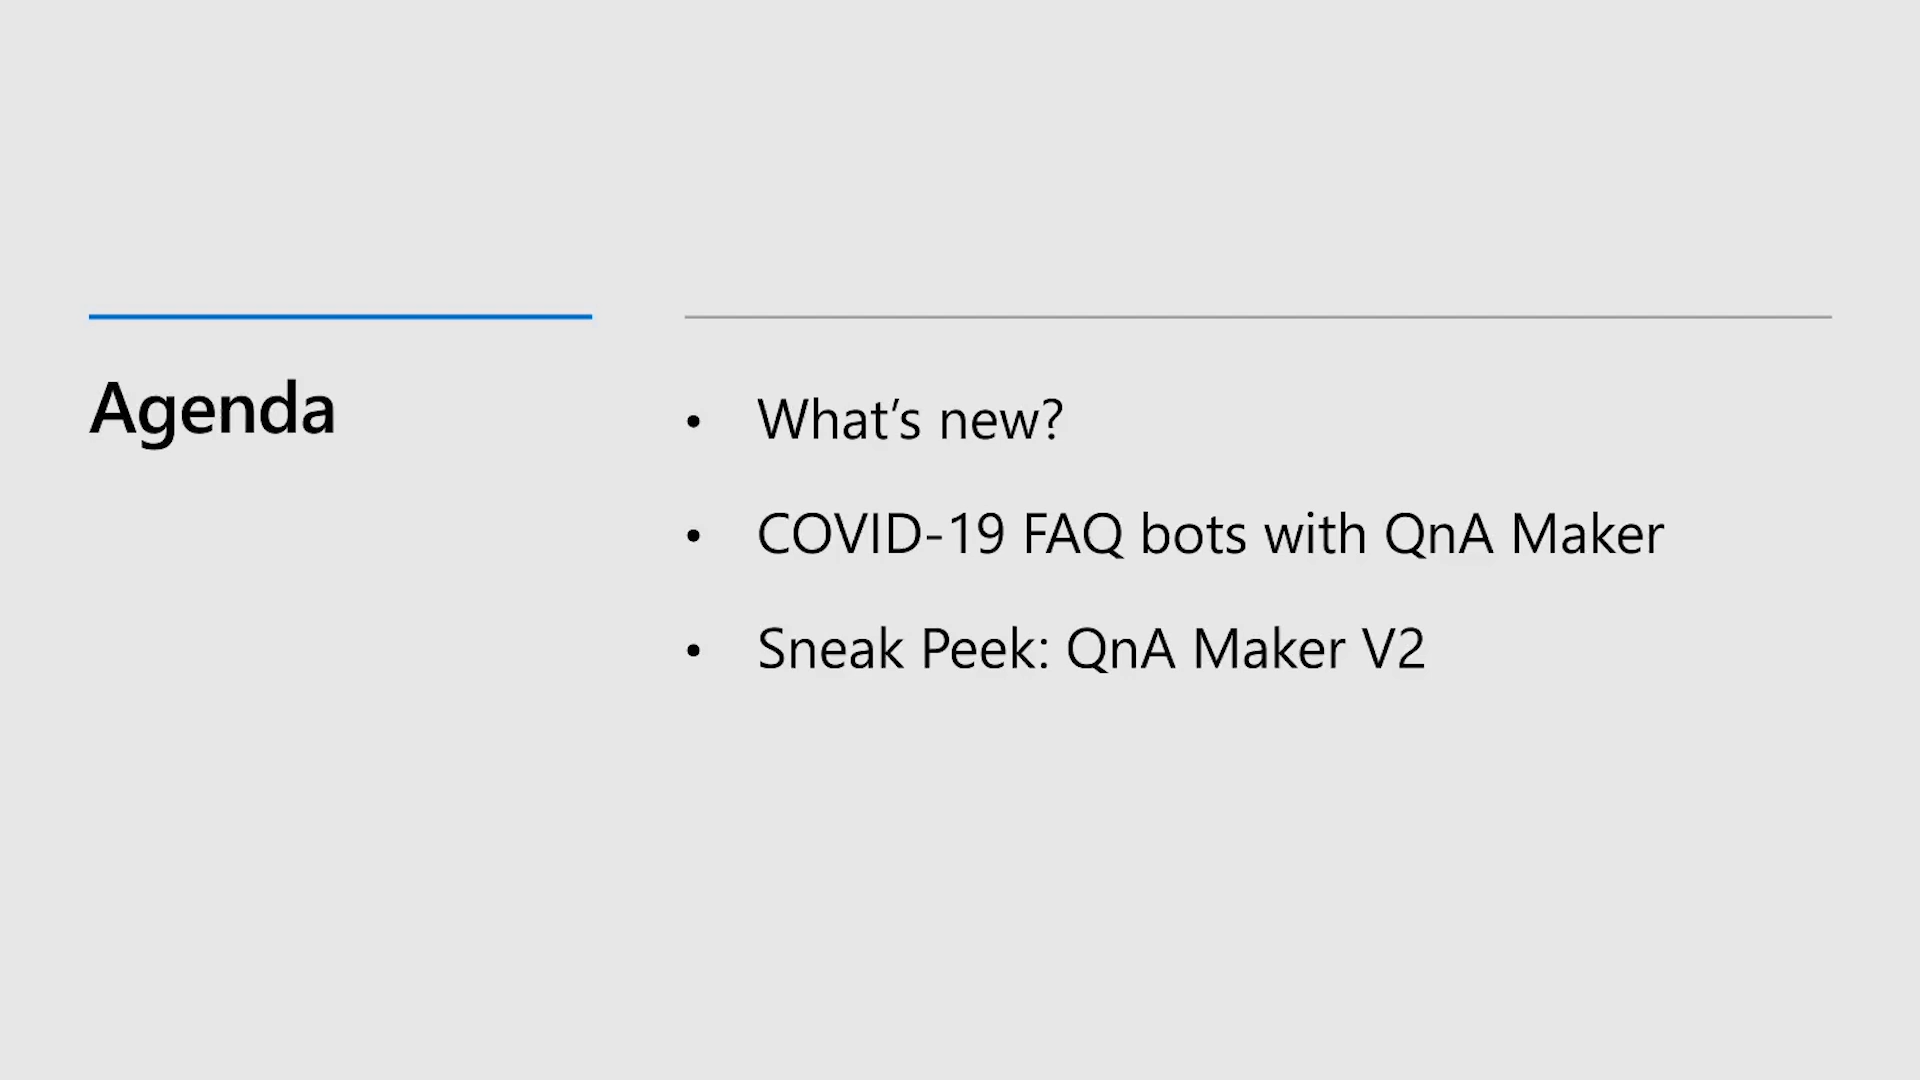 Agenda
• What’s new?
• COVID-19 FAQ bots with QnA Maker
• Sneak Peek: QnA Maker V2